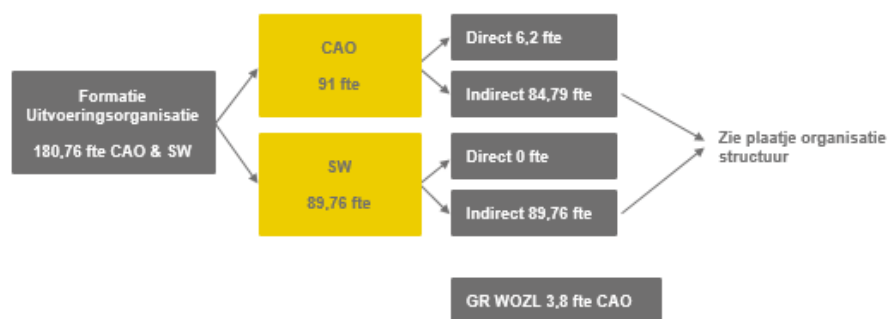 Formatie
Uitvoeringsorganisatie
180,76 fte CAO & SW
CAO
91 fte
SW
89,76 fte
Direct 6,2 fte
Indirect 84,79 fte
Direct 0 fte
Indirect 89,76 fte
Zie plaatje organisatie
structuur
GR WOZL 3,8 fte CAO